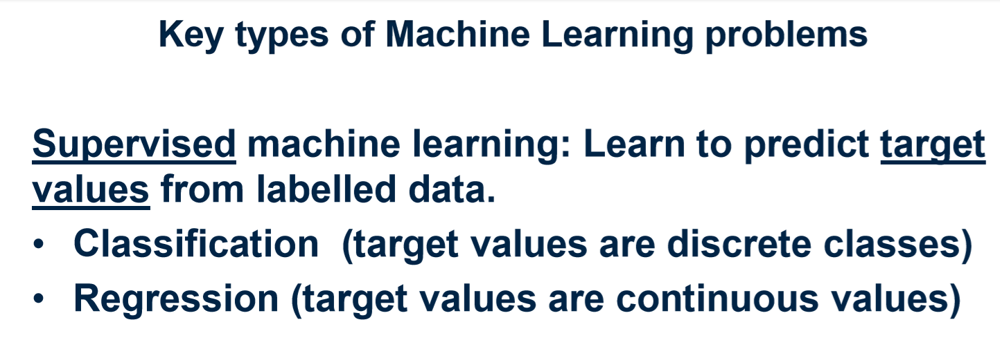 Key types of Machine Learning problems
Supervised machine learning: Learn to predict target
values from labelled data.
• Classification (target values are discrete classes)
• Regression (target values are continuous values)